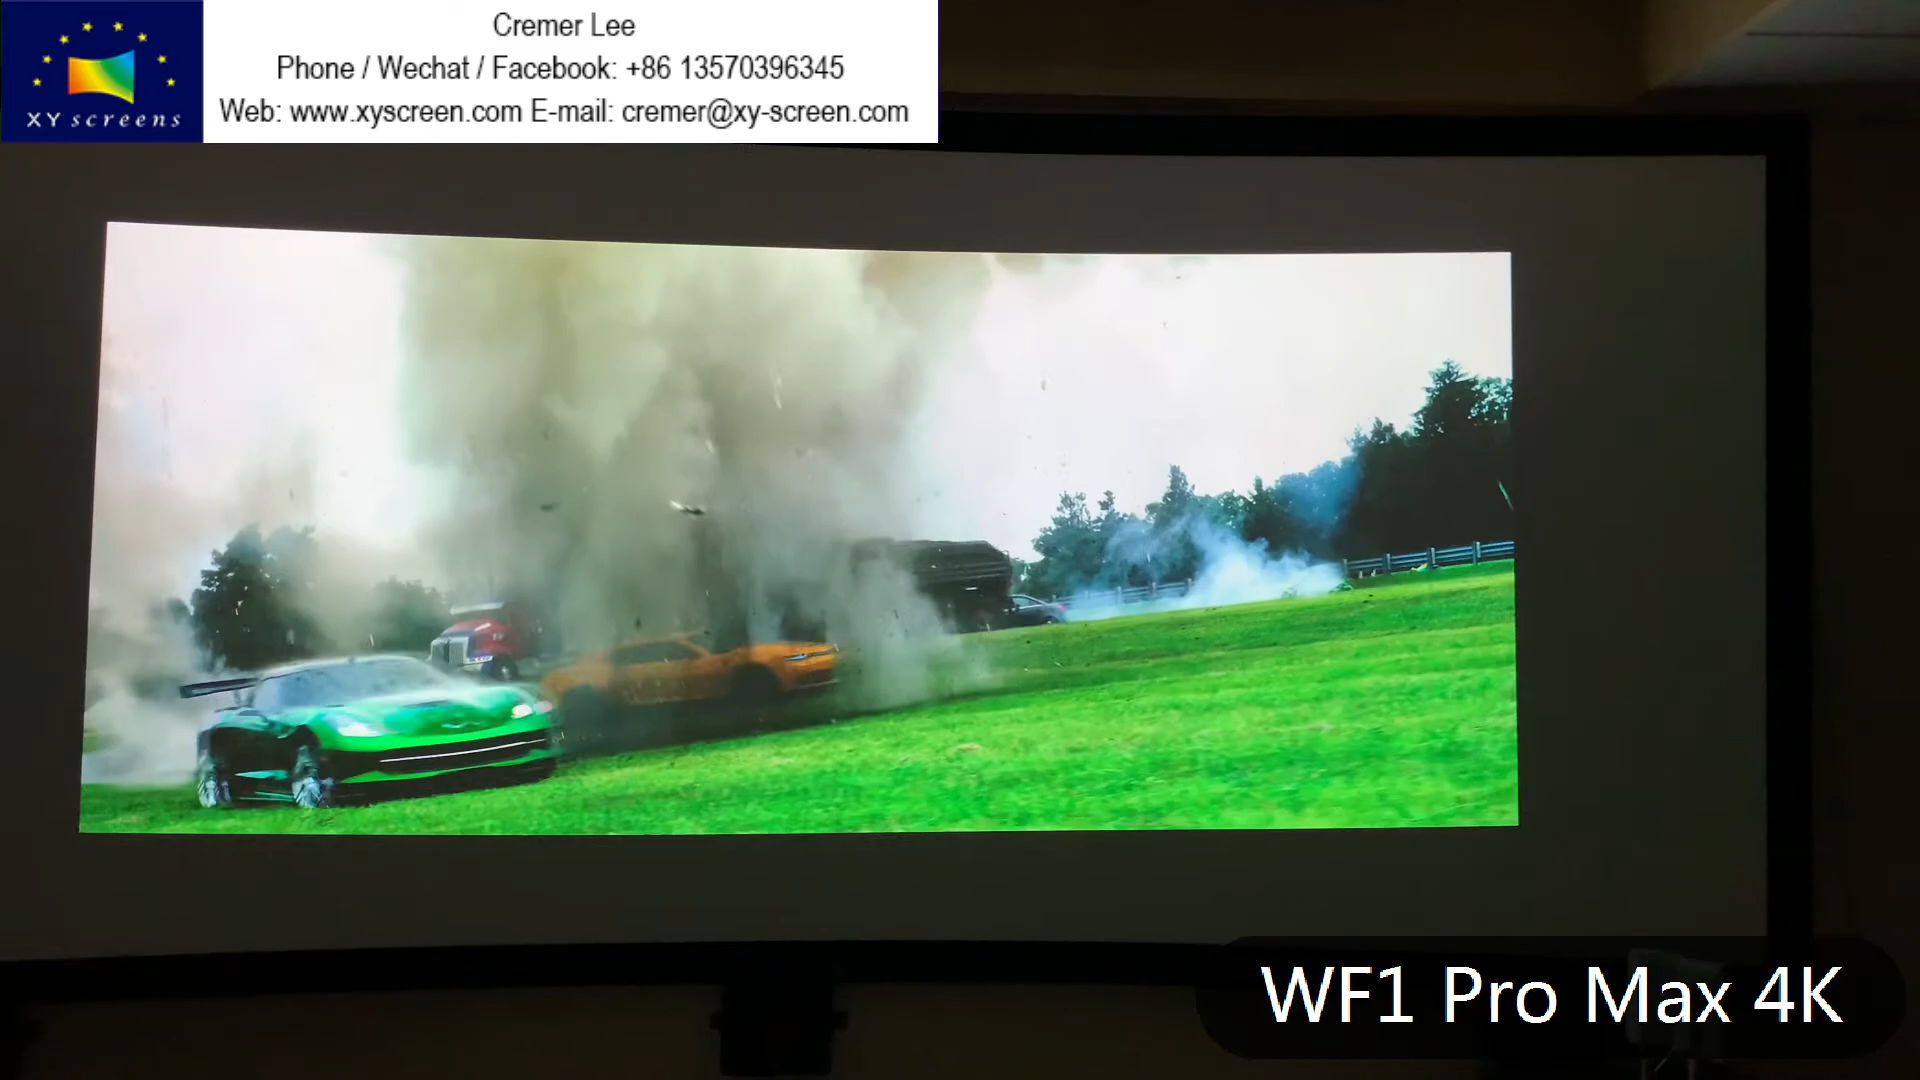 Cremer Lee
Phone / Wechat / Facebook: +86 13570396345
Web: www.xyscreen.com E-mail: cremer@xy-screen.com
XY screens
WF1 Pro Max 4K